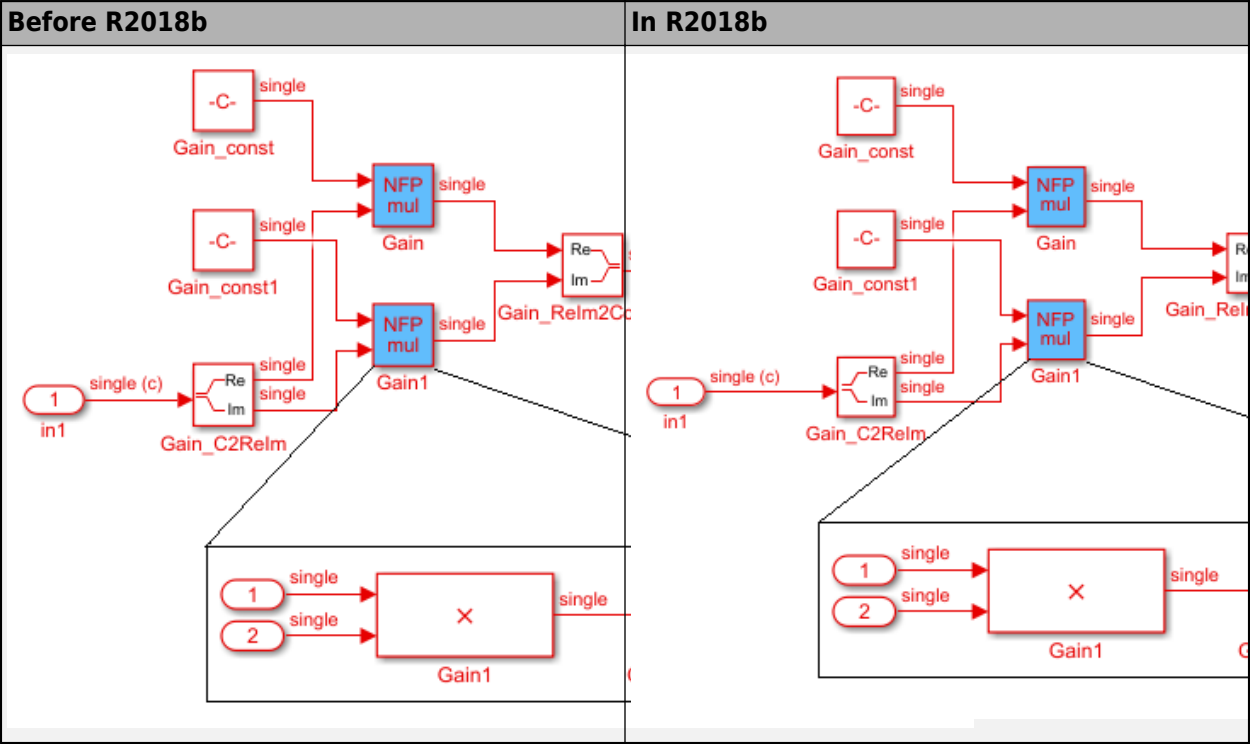 Before R2018b
In R2018b
-C-
single
Gain_const
NFP
mul
single
Gain
-C-
single
Gain_const1
Re
Im
Gain_ReIm2Co
NFP
mul
single
Gain1
1
single (c)
in1
Re
Im
single
single
Gain_C2ReIm
1
single
2
single
×
single
Gain1
-C-
single
Gain_const
NFP
mul
single
Gain
-C-
single
Gain_const1
Re
Im
Gain_ReI
NFP
mul
single
Gain1
1
single (c)
in1
Re
Im
single
single
Gain_C2ReIm
1
single
2
single
×
single
Gain1